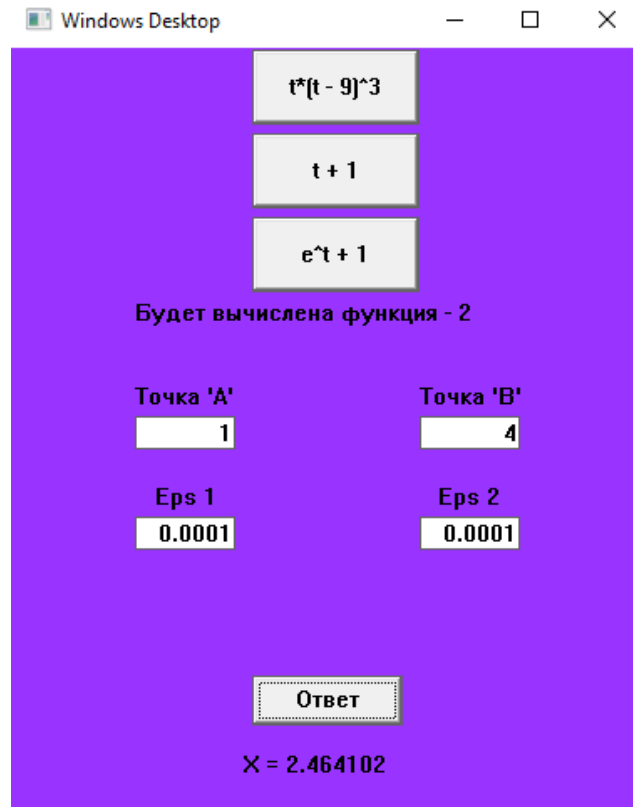 Windows Desktop
t*(t - 9)^3
t + 1
e^t + 1
Будет вычислена функция - 2
Точка 'A' Точка 'B'
1 4
Eps 1 Eps 2
0.0001 0.0001
Ответ
X = 2.464102